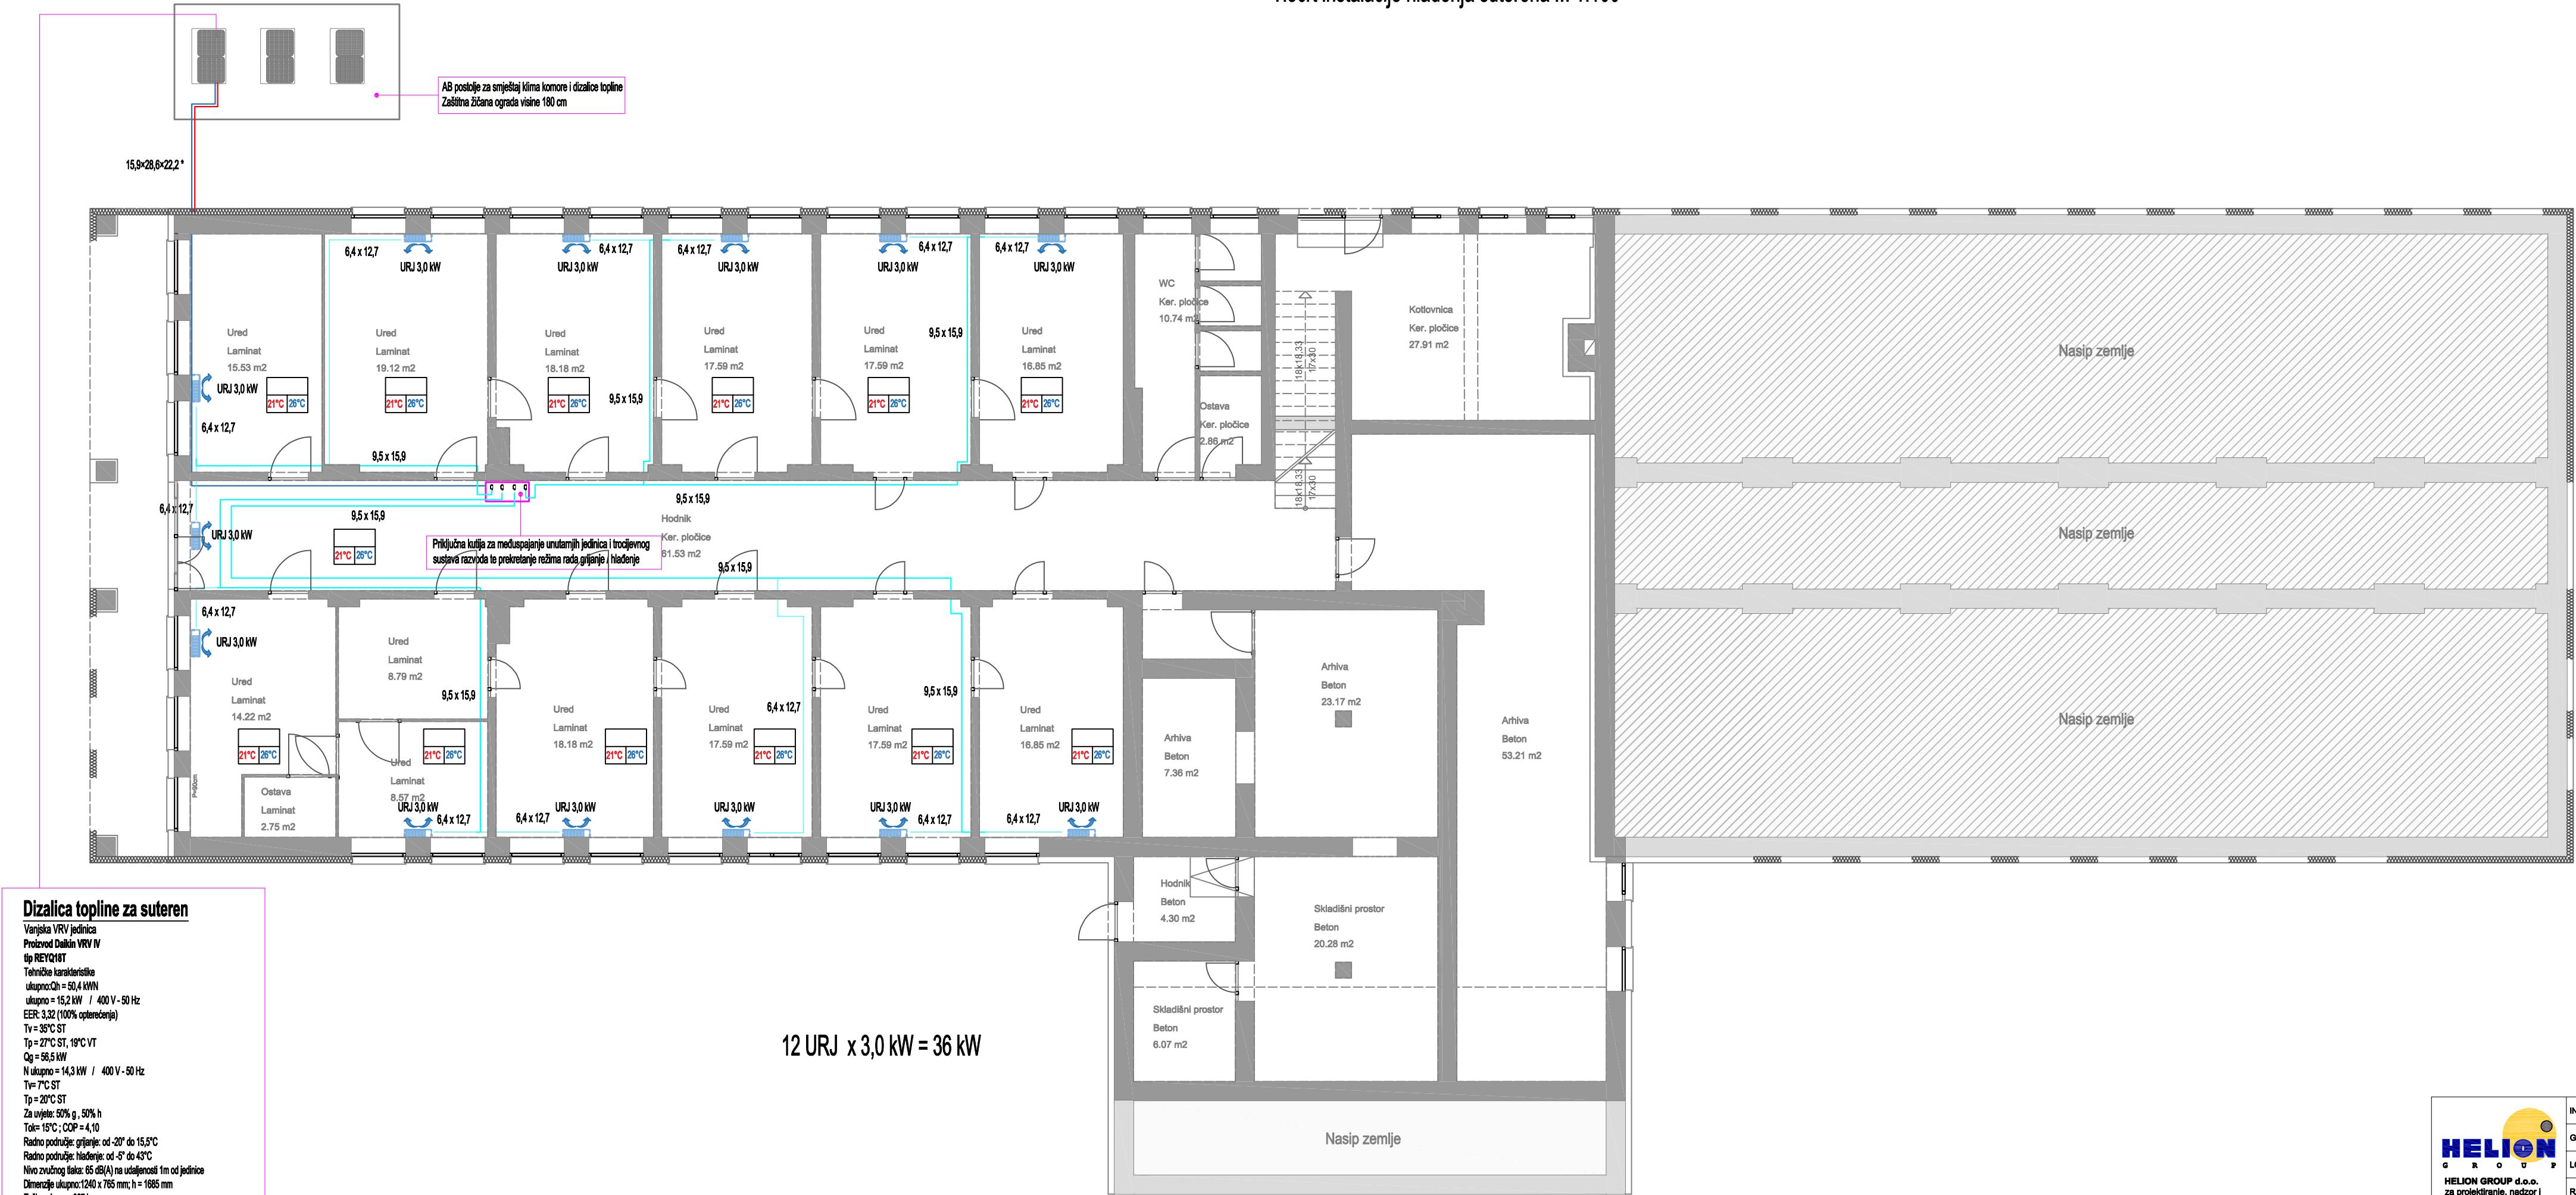 AB postolje za smještaj klima komore i dizalice topline
Zaštitna žičana ograda visine 180 cm
15,9×28,6×22,2 *
6,4 x 12,7
URJ 3,0 kW
URJ 3,0 kW
6,4 x 12,7
6,4 x 12,7
URJ 3,0 kW
URJ 3,0 kW
6,4 x 12,7
6,4 x 12,7
URJ 3,0 kW
Ured
Laminat
15.53 m2
21°C 26°C
URJ 3,0 kW
6,4 x 12,7
Ured
Laminat
19.12 m2
21°C 26°C
9,5 x 15,9
Ured
Laminat
18.18 m2
21°C 26°C
9,5 x 15,9
Ured
Laminat
17.59 m2
21°C 26°C
Ured
Laminat
17.59 m2
21°C 26°C
9,5 x 15,9
Ured
Laminat
16.85 m2
21°C 26°C
WC
Ker. pločice
10.74 m2
Ostava
Ker. pločice
2.86 m2
18x18,33
17x30
18x18,33
17x30
Kotlovnica
Ker. pločice
27.91 m2
Nasip zemlje
Nasip zemlje
Nasip zemlje
6,4 x 12,7
URJ 3,0 kW
9,5 x 15,9
21°C 26°C
9,5 x 15,9
Hodnik
Ker. pločice
61.53 m2
Priključna kutija za međuspajanje unutarnjih jedinica i trocijevnog
sustava razvoda te prekretanje režima rada grijanje / hlađenje
9,5 x 15,9
6,4 x 12,7
URJ 3,0 kW
Ured
Laminat
14.22 m2
21°C 26°C
P=90cm
Ostava
Laminat
2.75 m2
Ured
Laminat
8.79 m2
9,5 x 15,9
21°C 26°C
Ured
Laminat
8.57 m2
URJ 3,0 kW
6,4 x 12,7
Ured
Laminat
18.18 m2
21°C 26°C
6,4 x 12,7
URJ 3,0 kW
Ured
Laminat
17.59 m2
6,4 x 12,7
21°C 26°C
URJ 3,0 kW
9,5 x 15,9
Ured
Laminat
17.59 m2
21°C 26°C
URJ 3,0 kW
6,4 x 12,7
Ured
Laminat
16.85 m2
21°C 26°C
6,4 x 12,7
URJ 3,0 kW
Arhiva
Beton
7.36 m2
Arhiva
Beton
23.17 m2
Arhiva
Beton
53.21 m2
Hodnik
Beton
4.30 m2
Skladišni prostor
Beton
20.28 m2
Skladišni prostor
Beton
6.07 m2
Nasip zemlje
12 URJ x 3,0 kW = 36 kW
Dizalica topline za suteren
Vanjska VRV jedinica
Proizvod Daikin VRV IV
tip REYQ18T
Tehničke karakteristike
ukupno:Qh = 50,4 kWN
ukupno = 15,2 kW / 400 V - 50 Hz
EER: 3,32 (100% opterećenja)
Tv = 35°C ST
Tp = 27°C ST, 19°C VT
Qg = 56,5 kW
N ukupno = 14,3 kW / 400 V - 50 Hz
Tv= 7°C ST
Tp = 20°C ST
Za uvjete: 50% g , 50% h
Tok= 15°C ; COP = 4,10
Radno područje: grijanje: od -20° do 15,5°C
Radno područje: hlađenje: od -5° do 43°C
Nivo zvučnog tlaka: 65 dB(A) na udaljenosti 1m od jedinice
Dimenzije ukupno:1240 x 765 mm; h = 1685 mm
HELION
GROUP
HELION GROUP d.o.o.
za projektiranje, nadzor i